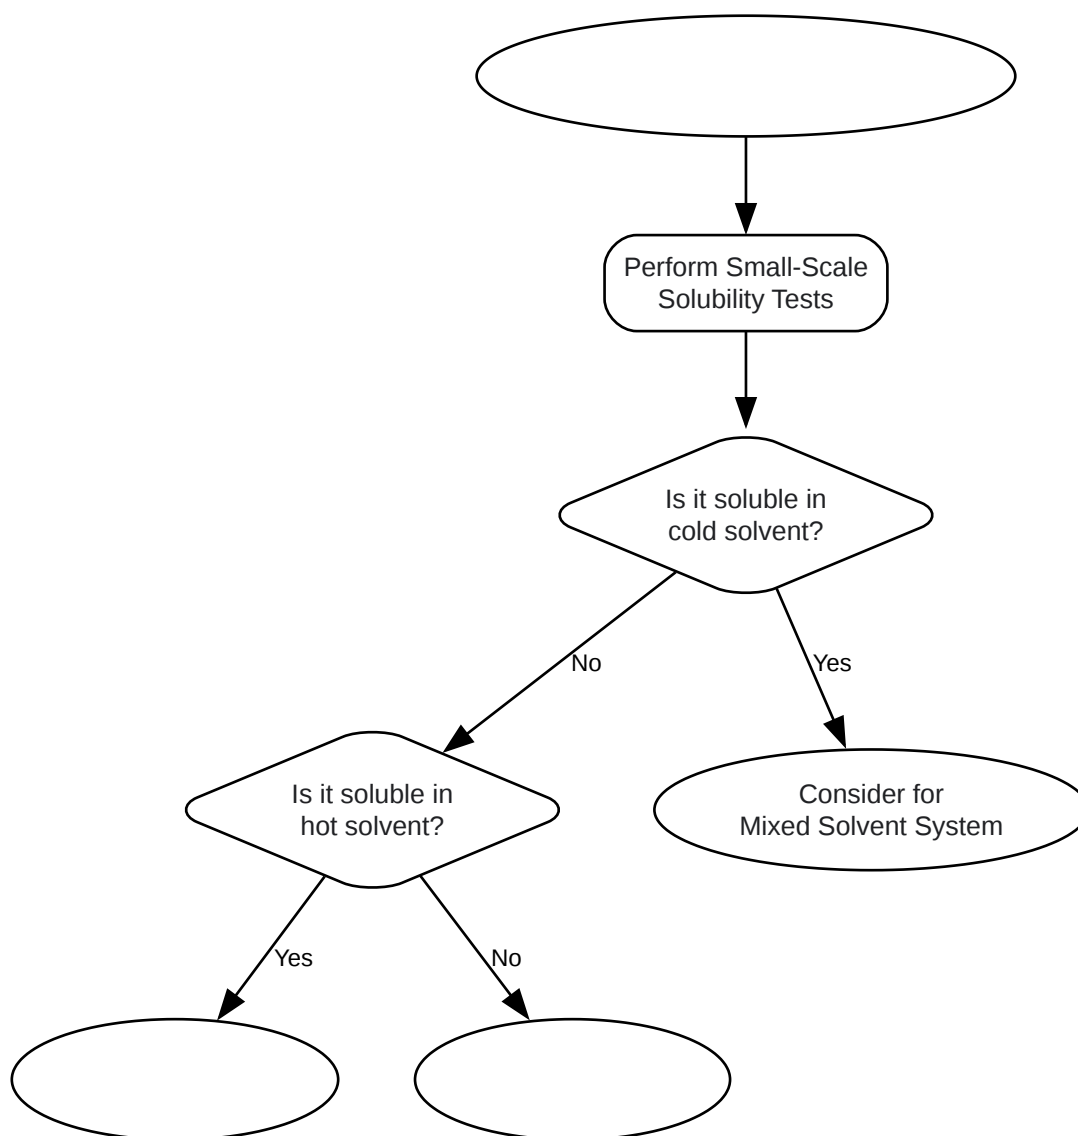 Perform Small-Scale
Solubility Tests
Is it soluble in
cold solvent?
No
Yes
Is it soluble in
hot solvent?
Consider for
Mixed Solvent System
Yes
No